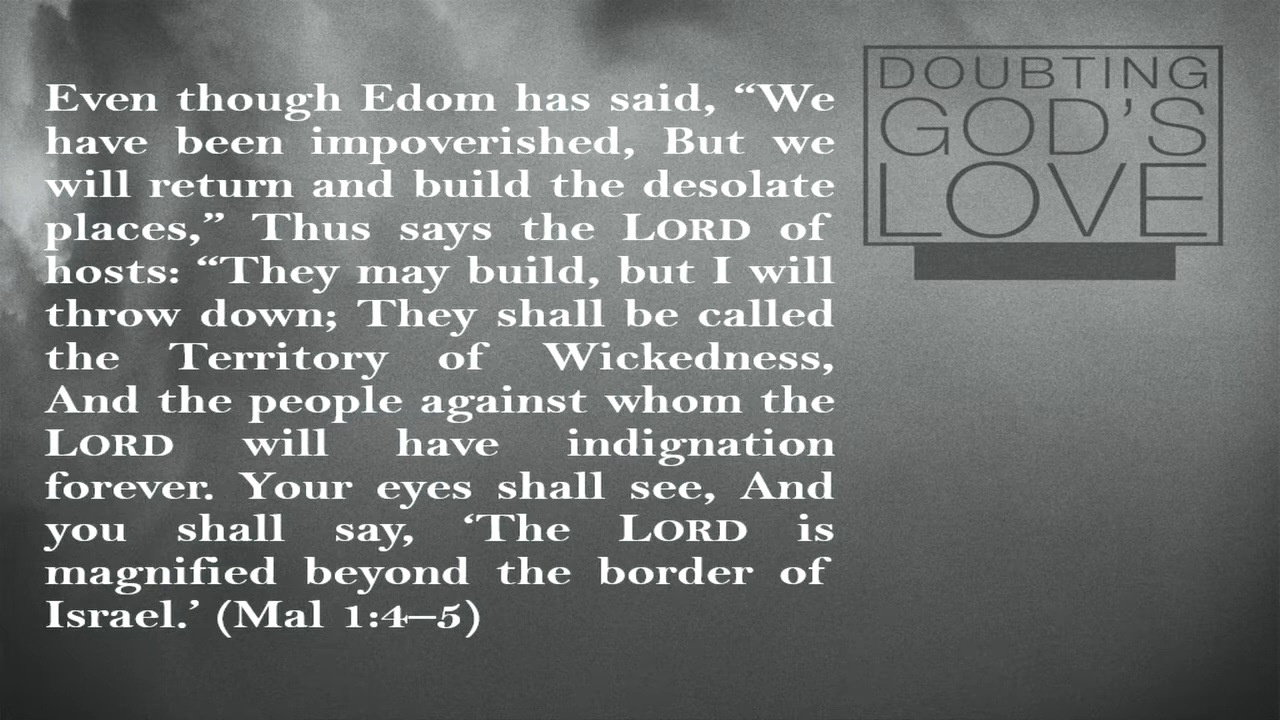 Even though Edom has said, “We
have been impoverished, But we
will return and build the desolate
places,” Thus says the LORD of
hosts: “They may build, but I will
throw down; They shall be called
the Territory of Wickedness,
And the people against whom the
LORD will have indignation
forever. Your eyes shall see, And
you shall say, ‘The LORD is
magnified beyond the border of
Israel.’ (Mal 1:4–5)
DOUBTING
GOD’S
LOVE